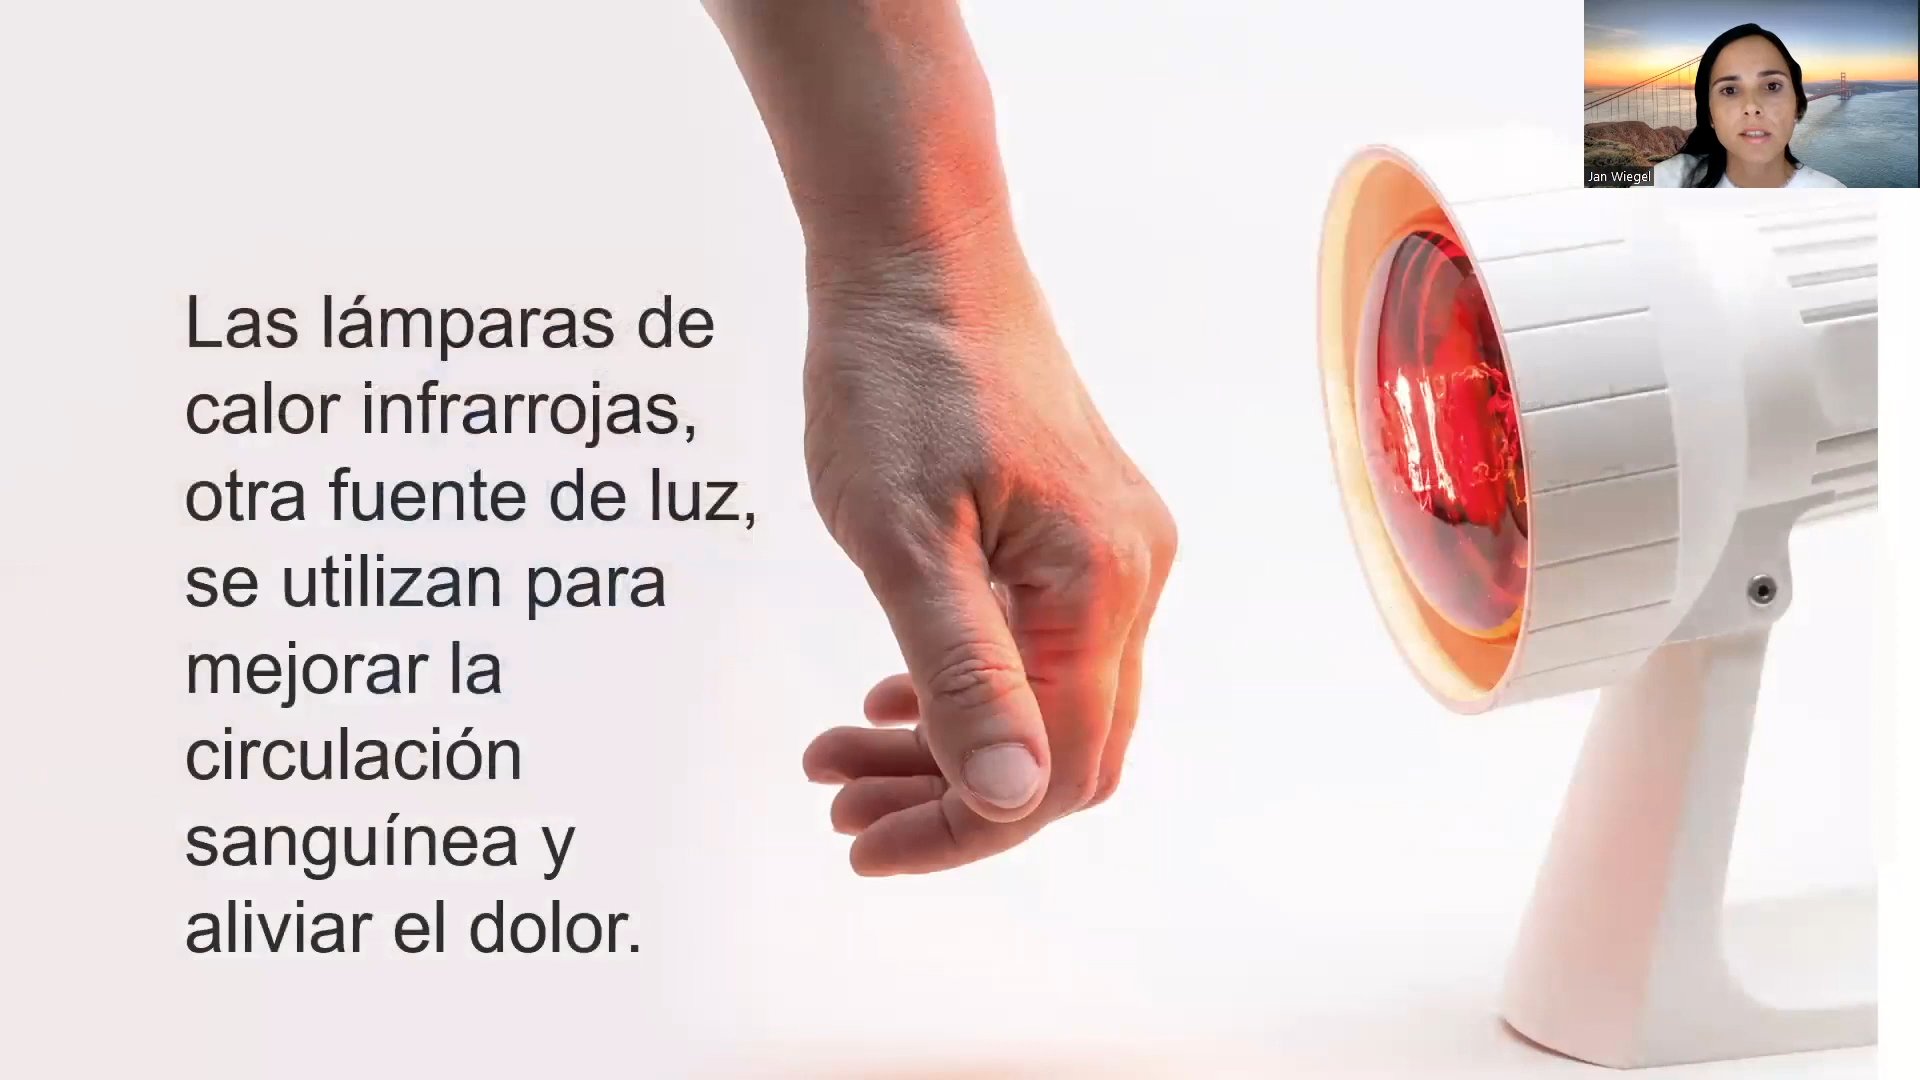 Jan Wiegel
Las lámparas de
calor infrarrojas,
otra fuente de luz,
se utilizan para
mejorar la
circulación
sanguínea y
aliviar el dolor.